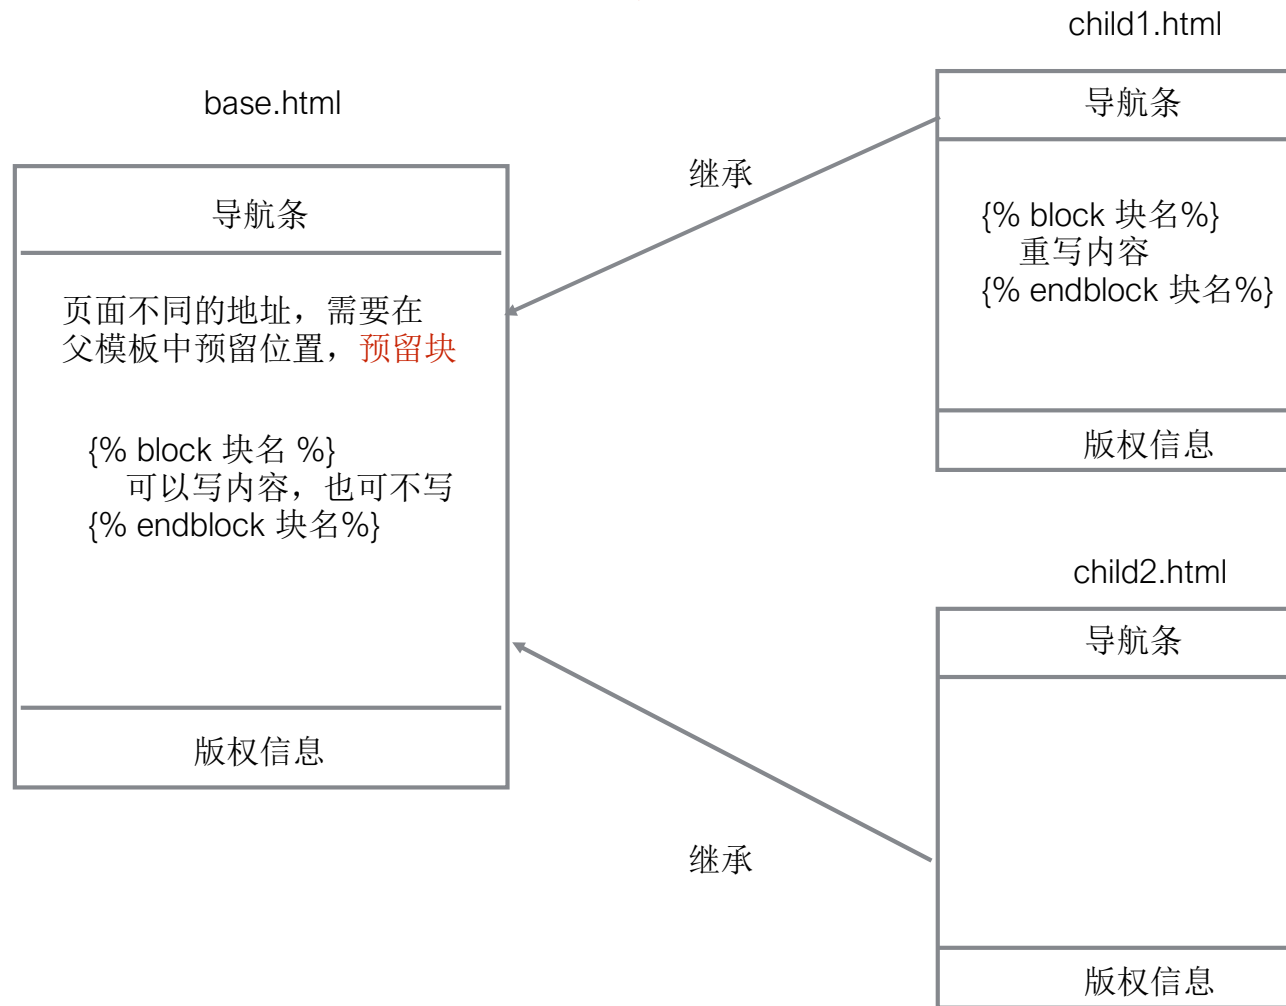 base.html
导航条
页面不同的地址，需要在
父模板中预留位置，预留块
{% block 块名 %}
可以写内容，也可不写
{% endblock 块名%}
版权信息
继承
继承
child1.html
导航条
{% block 块名%}
重写内容
{% endblock 块名%}
版权信息
child2.html
导航条
版权信息